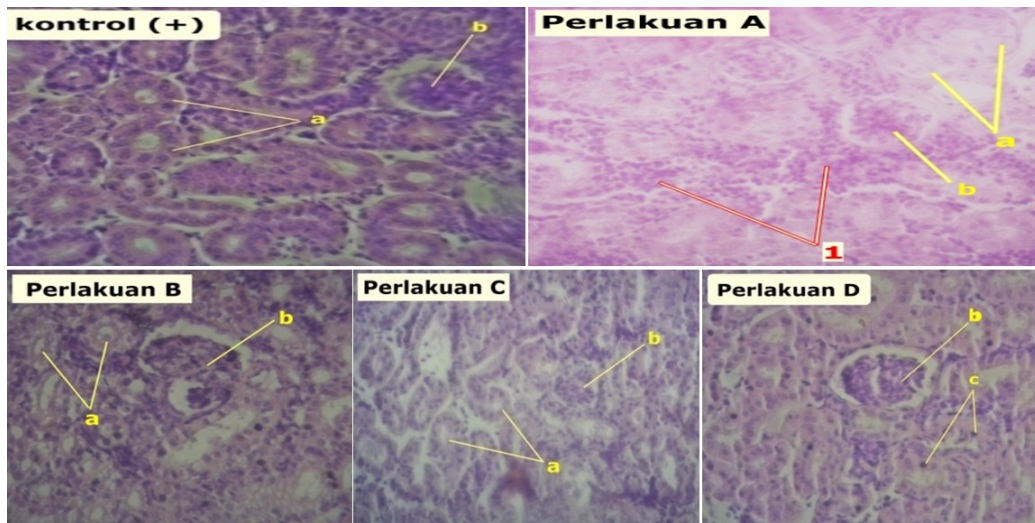 kontrol (+)
b
a
Perlakuan A
a
b
1
Perlakuan B
b
a
Perlakuan C
b
a
Perlakuan D
b
c